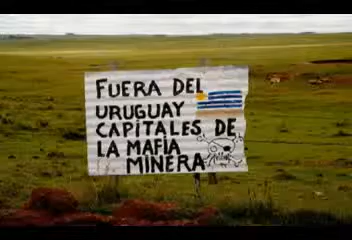 FUERA DEL
URUGUAY
CAPITALES DE
LA MAFIA
MINERA